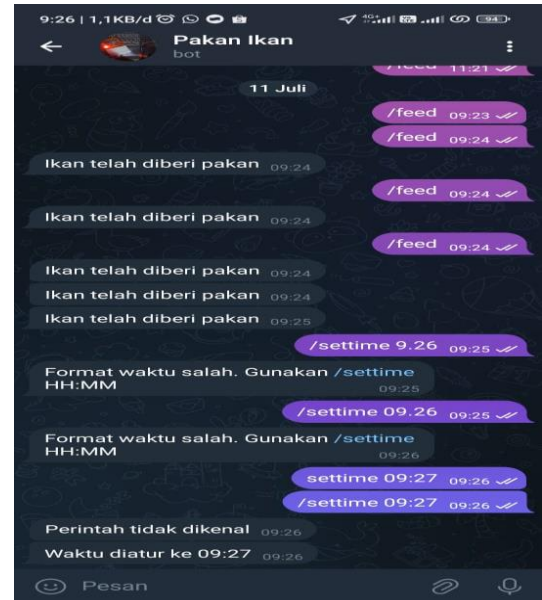 9:26 | 1,1KB/d
94
Pakan Ikan
bot
/feed 11:21
11 Juli
/feed 09:23
/feed 09:24
Ikan telah diberi pakan 09:24
/feed 09:24
Ikan telah diberi pakan 09:24
/feed 09:24
Ikan telah diberi pakan 09:24
Ikan telah diberi pakan 09:24
Ikan telah diberi pakan 09:25
/settime 9.26 09:25
Format waktu salah. Gunakan /settime
HH:MM 09:25
/settime 09.26 09:25
Format waktu salah. Gunakan /settime
HH:MM 09:26
settime 09:27 09:26
/settime 09:27 09:26
Perintah tidak dikenal 09:26
Waktu diatur ke 09:27 09:26
Pesan